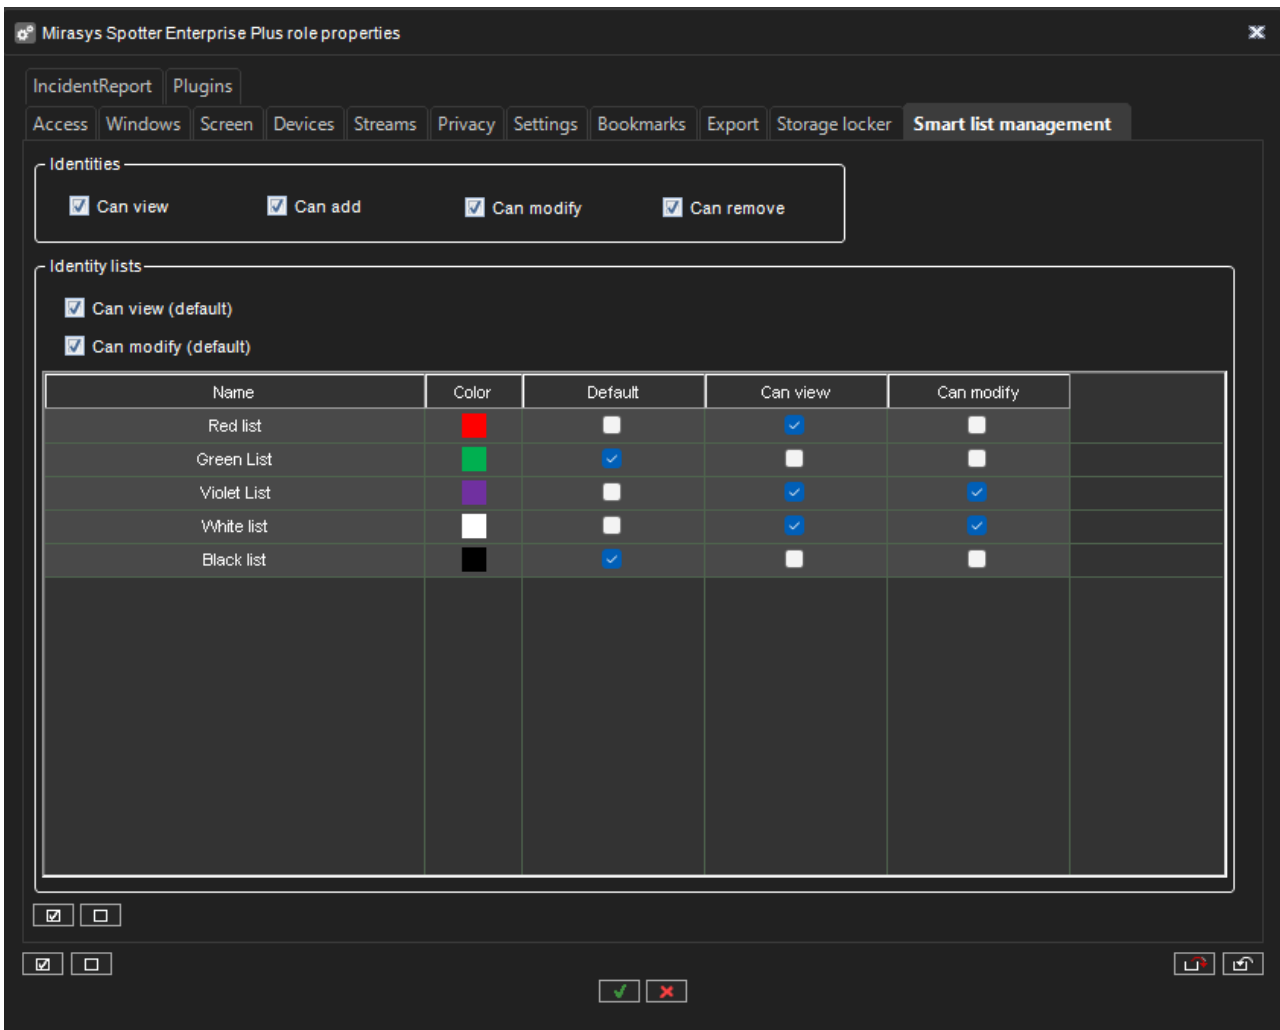 Mirasys Spotter Enterprise Plus role properties
IncidentReport Plugins
Access Windows Screen Devices Streams Privacy Settings Bookmarks Export Storage locker Smart list management
Identities
Can view Can add Can modify Can remove
Identity lists
Can view (default)
Can modify (default)
Name Color Default Can view Can modify
Red list
Green List
Violet List
White list
Black list